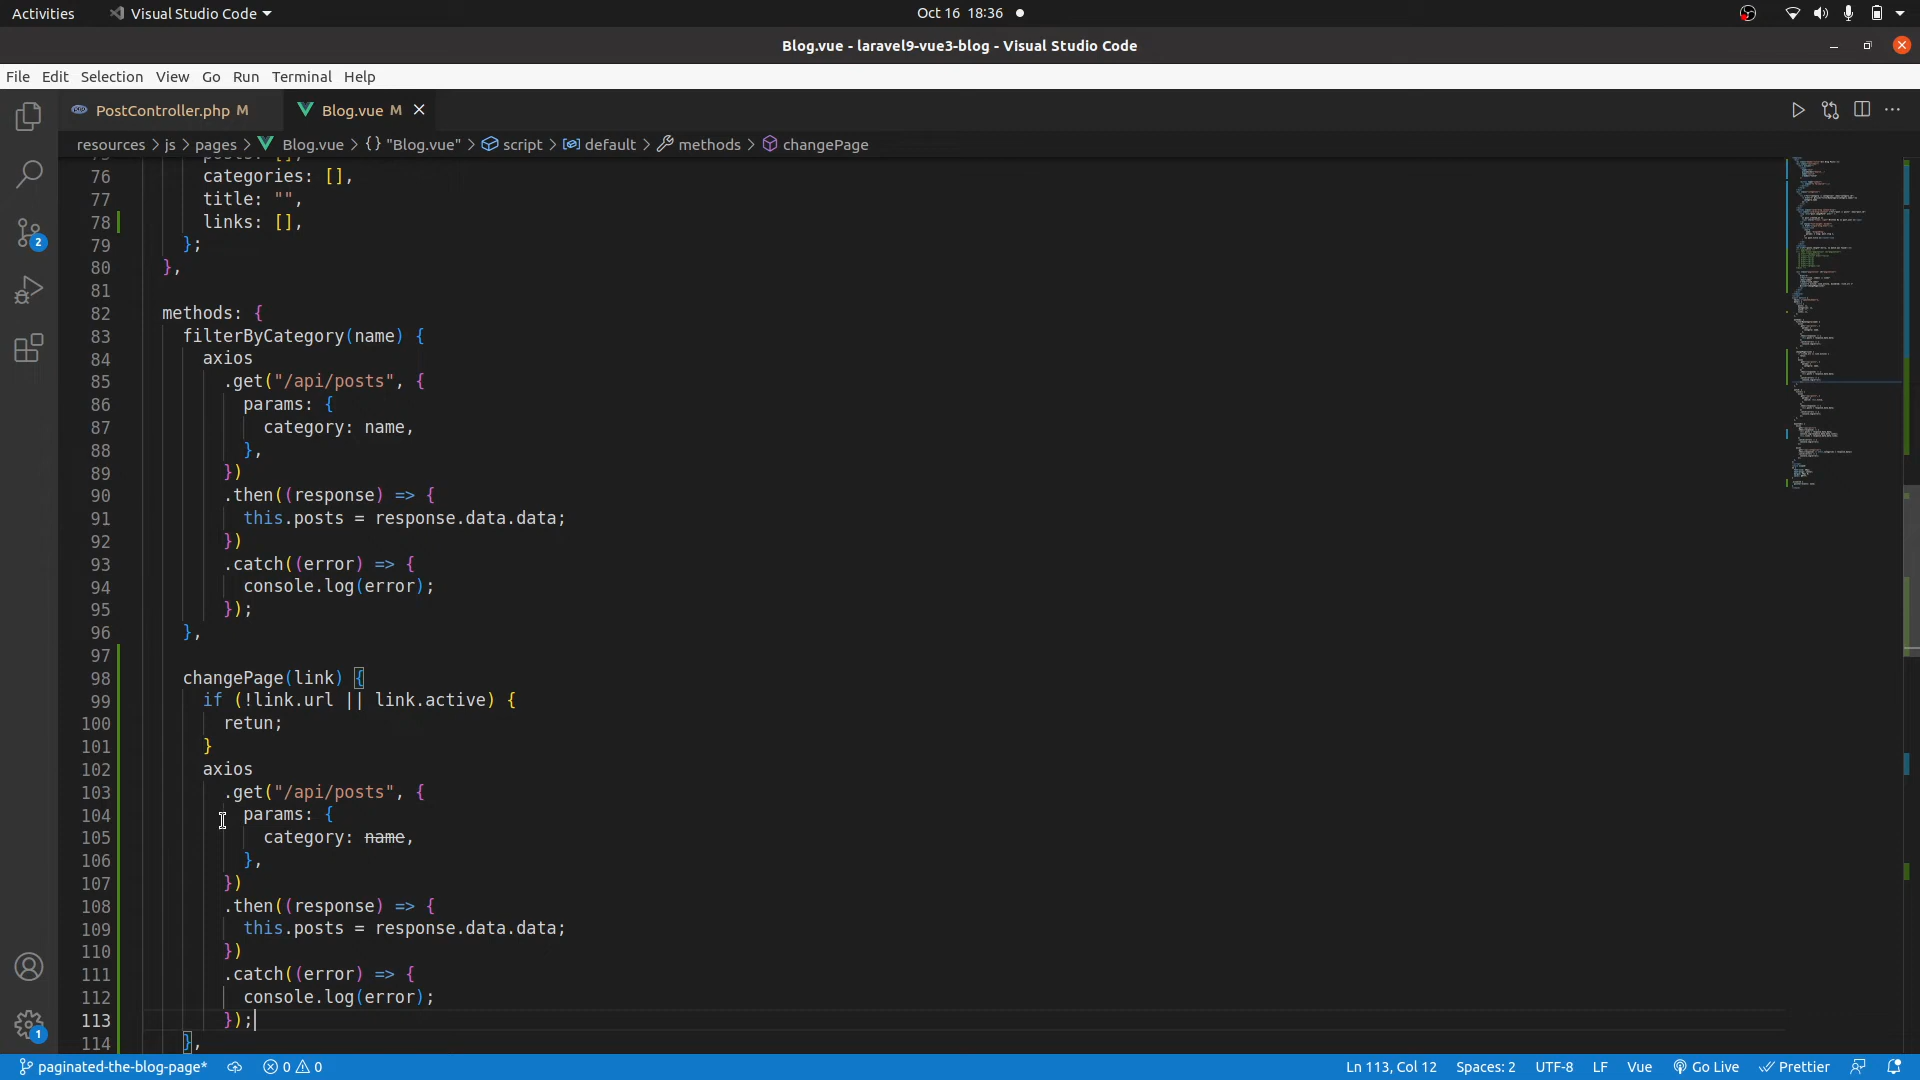 Activities Visual Studio Code Oct 16 18:36
Blog.vue - laravel9-vue3-blog - Visual Studio Code
File Edit Selection View Go Run Terminal Help
PostController.php M Blog.vue M
resources > js > pages > Blog.vue > {} "Blog.vue" > script > default > methods > changePage
76 categories: [],
77 title: "",
78 links: [],
79 };
80 },
81
82 methods: {
83 filterByCategory(name) {
84 axios
85 .get("/api/posts", {
86 params: {
87 category: name,
88 },
89 })
90 .then((response) => {
91 this.posts = response.data.data;
92 })
93 .catch((error) => {
94 console.log(error);
95 });
96 },
97
98 changePage(link) {
99 if (!link.url || link.active) {
100 retun;
101 }
102 axios
103 .get("/api/posts", {
104 params: {
105 category: name,
106 },
107 })
108 .then((response) => {
109 this.posts = response.data.data;
110 })
111 .catch((error) => {
112 console.log(error);
113 });
114 },
2
1
paginated-the-blog-page* 0 0 Ln 113, Col 12 Spaces: 2 UTF-8 LF Vue Go Live Prettier